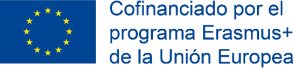 Cofinanciado por el
programa Erasmus+
de la Unión Europea